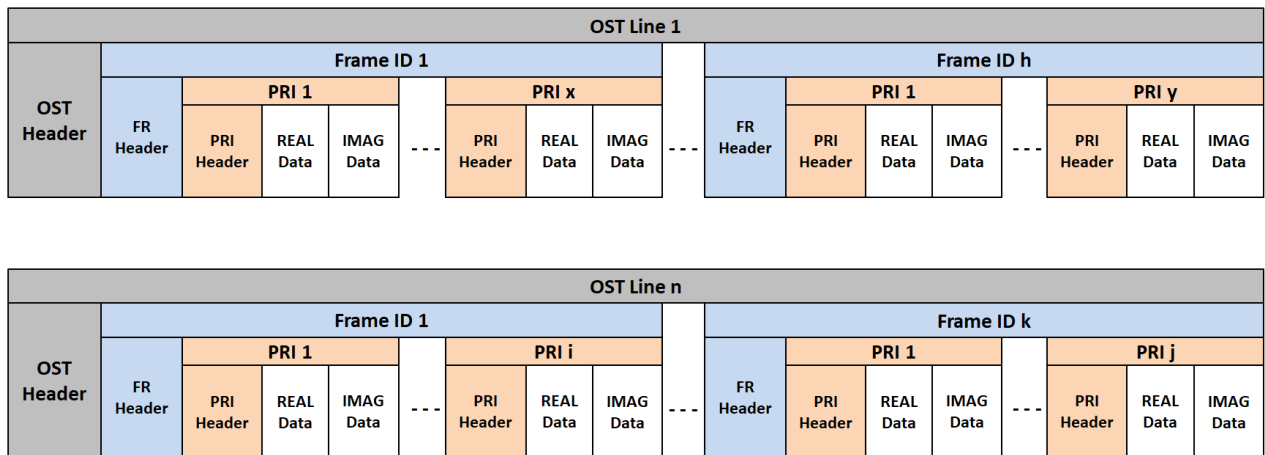 OST Line 1
Frame ID 1 Frame ID h
PRI 1 PRI x PRI 1 PRI y
OST Header
FR Header PRI Header REAL Data IMAG Data - - - PRI Header REAL Data IMAG Data - - - FR Header PRI Header REAL Data IMAG Data - - - PRI Header REAL Data IMAG Data
OST Line n
Frame ID 1 Frame ID k
PRI 1 PRI i PRI 1 PRI j
OST Header
FR Header PRI Header REAL Data IMAG Data - - - PRI Header REAL Data IMAG Data - - - FR Header PRI Header REAL Data IMAG Data - - - PRI Header REAL Data IMAG Data